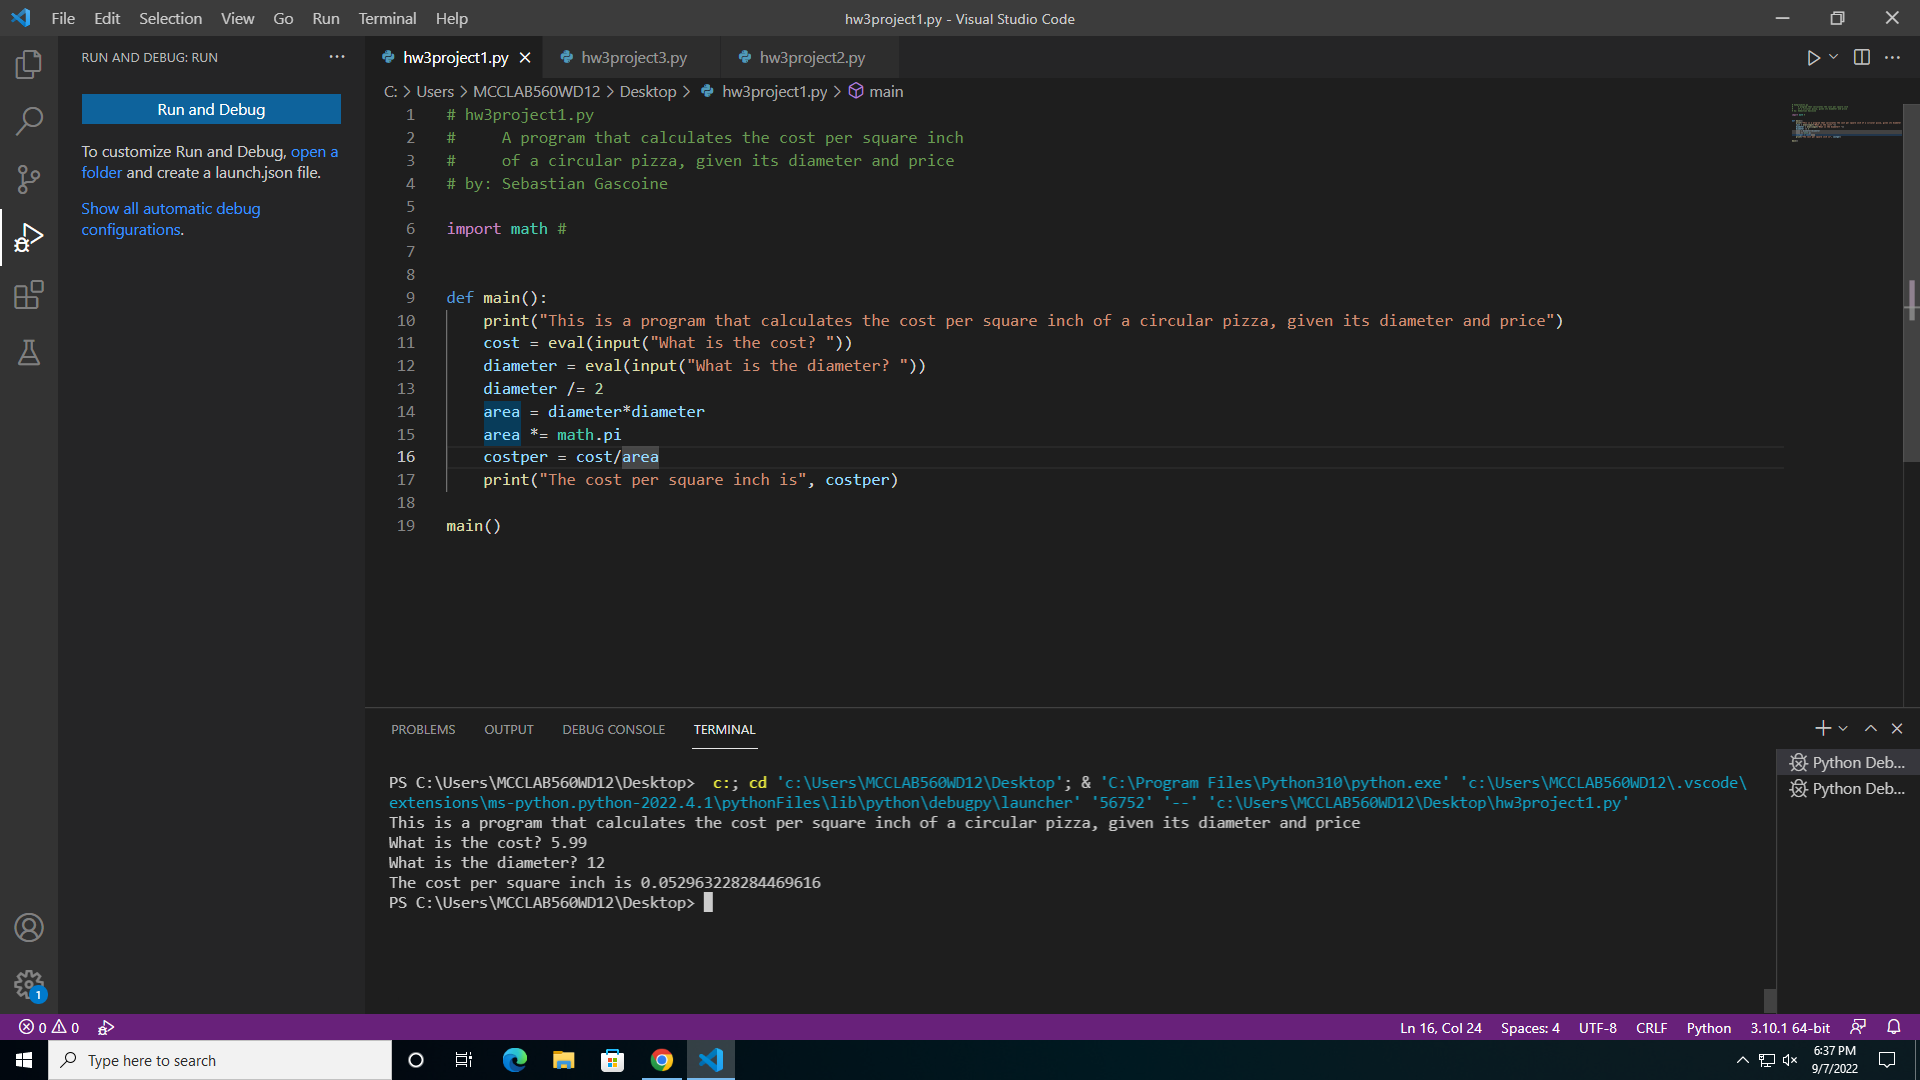 File Edit Selection View Go Run Terminal Help
hw3project1.py - Visual Studio Code
RUN AND DEBUG: RUN
Run and Debug
To customize Run and Debug, open a
folder and create a launch.json file.
Show all automatic debug
configurations.
hw3project1.py hw3project3.py hw3project2.py
C: > Users > MCCLAB560WD12 > Desktop > hw3project1.py > main
1 # hw3project1.py
2 #     A program that calculates the cost per square inch
3 #     of a circular pizza, given its diameter and price
4 # by: Sebastian Gascoine
5
6 import math #
7
8
9 def main():
10     print("This is a program that calculates the cost per square inch of a circular pizza, given its diameter and price")
11     cost = eval(input("What is the cost? "))
12     diameter = eval(input("What is the diameter? "))
13     diameter /= 2
14     area = diameter*diameter
15     area *= math.pi
16     costper = cost/area
17     print("The cost per square inch is", costper)
18
19 main()
PROBLEMS OUTPUT DEBUG CONSOLE TERMINAL
PS C:\Users\MCCLAB560WD12\Desktop>  c:; cd 'c:\Users\MCCLAB560WD12\Desktop'; & 'C:\Program Files\Python310\python.exe' 'c:\Users\MCCLAB560WD12\.vscode\
extensions\ms-python.python-2022.4.1\pythonFiles\lib\python\debugpy\launcher' '56752' '--' 'c:\Users\MCCLAB560WD12\Desktop\hw3project1.py'
This is a program that calculates the cost per square inch of a circular pizza, given its diameter and price
What is the cost? 5.99
What is the diameter? 12
The cost per square inch is 0.052963228284469616
PS C:\Users\MCCLAB560WD12\Desktop>
Python Deb...
Python Deb...
1
0 0
Ln 16, Col 24 Spaces: 4 UTF-8 CRLF Python 3.10.1 64-bit
Type here to search
6:37 PM
9/7/2022